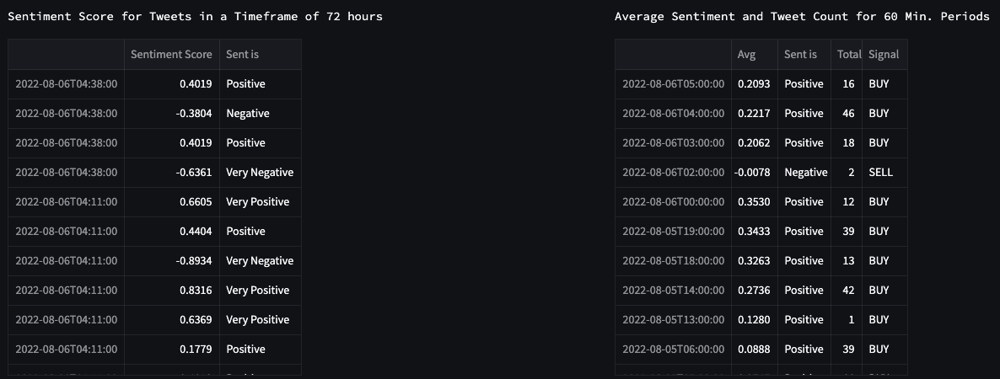 Sentiment Score for Tweets in a Timeframe of 72 hours
Sentiment Score Sent is
2022-08-06T04:38:00 0.4019 Positive
2022-08-06T04:38:00 -0.3804 Negative
2022-08-06T04:38:00 0.4019 Positive
2022-08-06T04:38:00 -0.6361 Very Negative
2022-08-06T04:11:00 0.6605 Very Positive
2022-08-06T04:11:00 0.4404 Positive
2022-08-06T04:11:00 -0.8934 Very Negative
2022-08-06T04:11:00 0.8316 Very Positive
2022-08-06T04:11:00 0.6369 Very Positive
2022-08-06T04:11:00 0.1779 Positive
Average Sentiment and Tweet Count for 60 Min. Periods
Avg Sent is Total Signal
2022-08-06T05:00:00 0.2093 Positive 16 BUY
2022-08-06T04:00:00 0.2217 Positive 46 BUY
2022-08-06T03:00:00 0.2062 Positive 18 BUY
2022-08-06T02:00:00 -0.0078 Negative 2 SELL
2022-08-06T00:00:00 0.3530 Positive 12 BUY
2022-08-05T19:00:00 0.3433 Positive 39 BUY
2022-08-05T18:00:00 0.3263 Positive 13 BUY
2022-08-05T14:00:00 0.2736 Positive 42 BUY
2022-08-05T13:00:00 0.1280 Positive 1 BUY
2022-08-05T06:00:00 0.0888 Positive 39 BUY